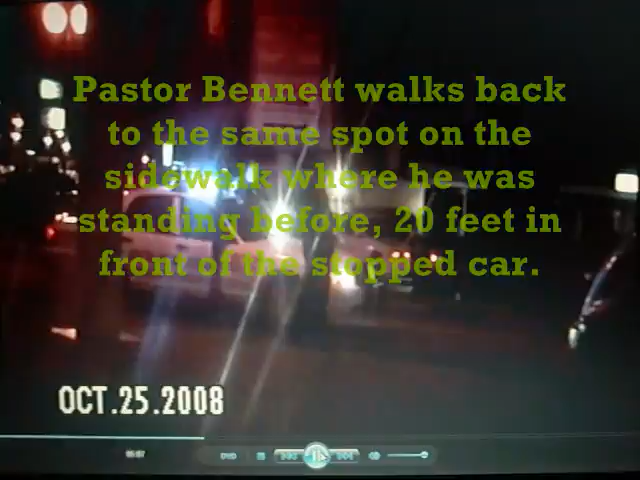 Pastor Bennett walks back
to the same spot on the
sidewalk where he was
standing before, 20 feet in
front of the stopped car.
OCT.25.2008
DVD